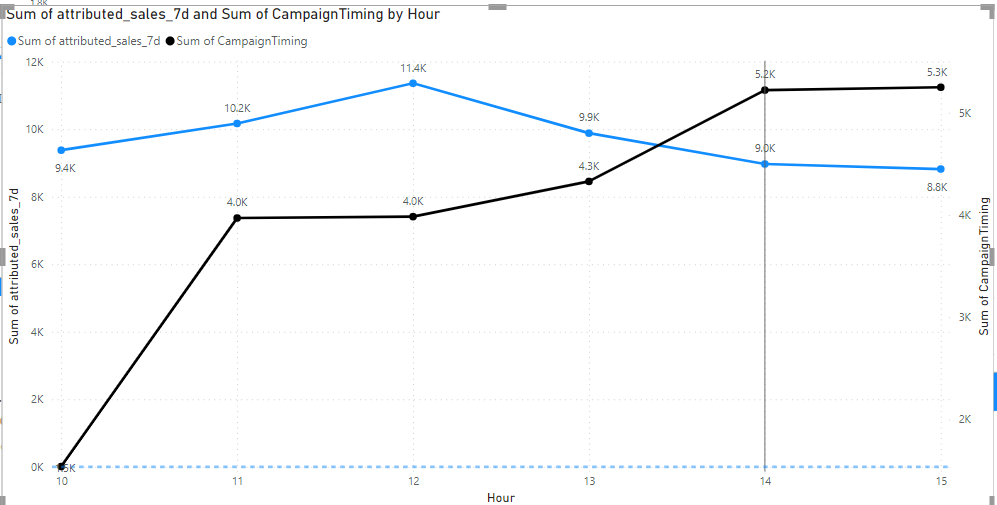 Sum of attributed_sales_7d and Sum of CampaignTiming by Hour
Sum of attributed_sales_7d Sum of CampaignTiming
12K
10K
8K
6K
4K
2K
0K
Sum of attributed_sales_7d
9.4K
10.2K
11.4K
9.9K
9.0K
8.8K
4.0K
4.0K
4.3K
5.2K
5.3K
5K
4K
3K
2K
Sum of CampaignTiming
10 11 12 13 14 15
Hour